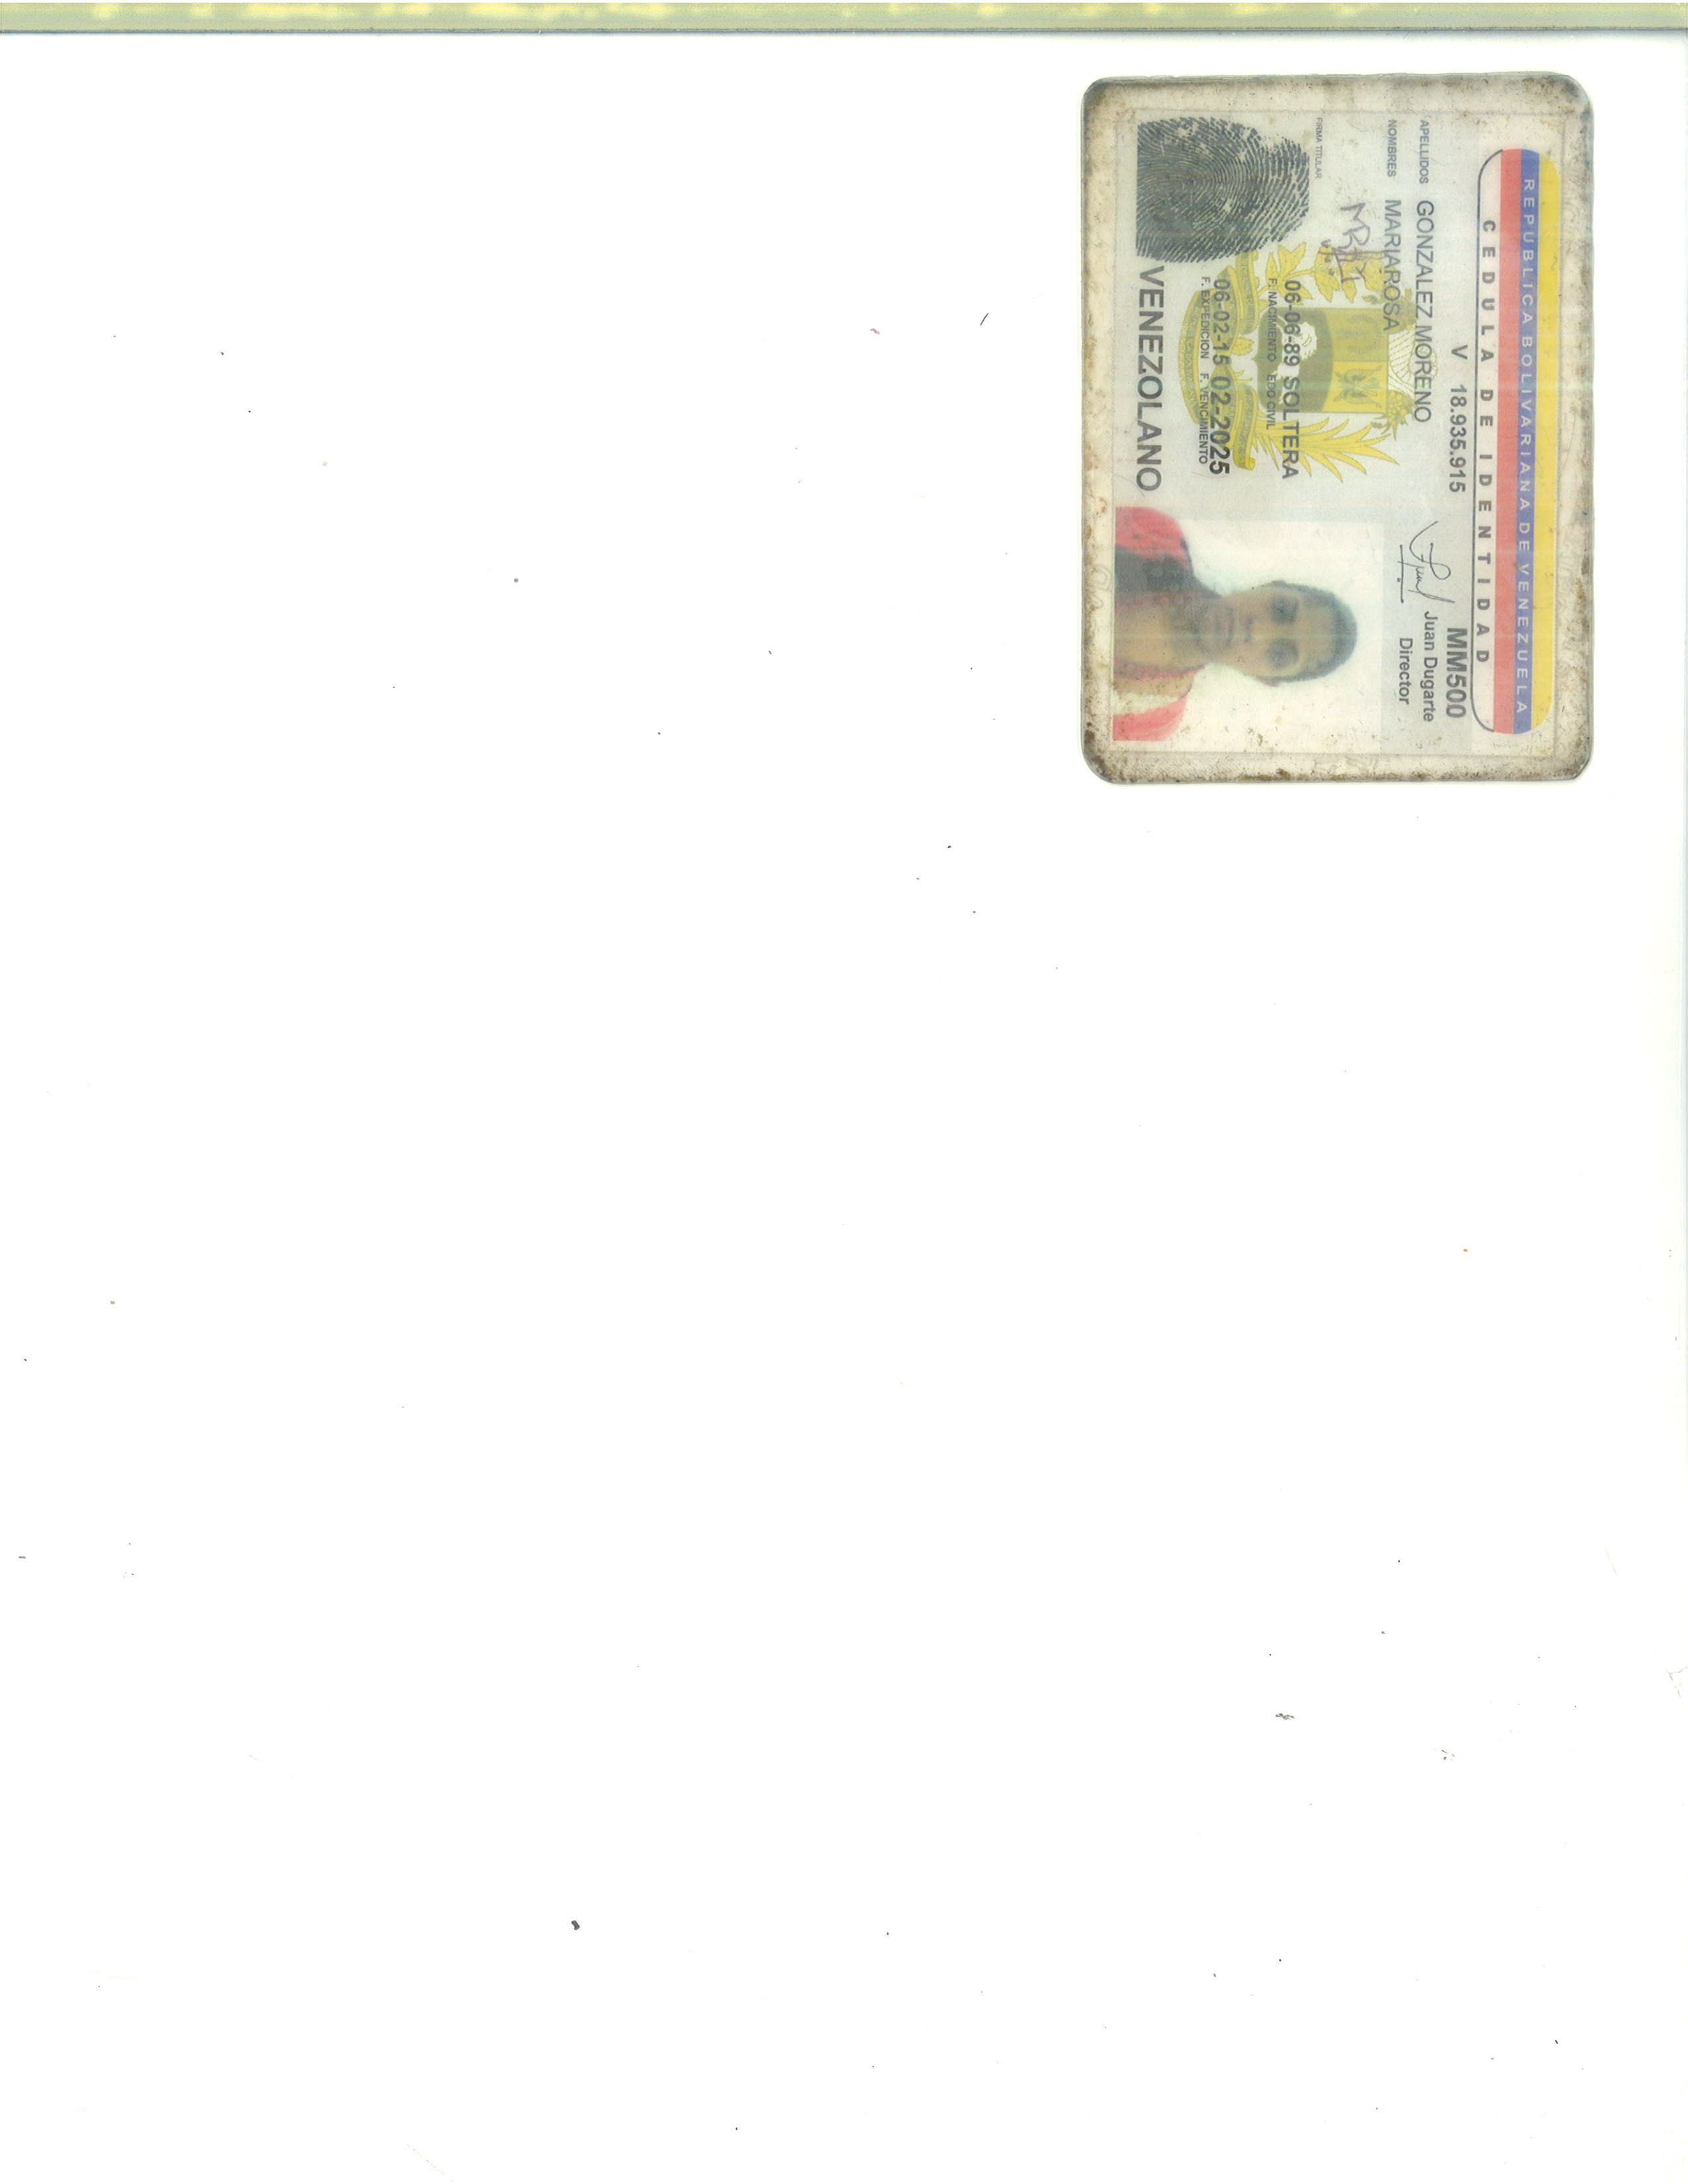 REPUBLICA BOLIVARIANA DE VENEZUELA
CEDULA DE IDENTIDAD
V 18.935.915
MM500
Juan Dugarte
Director
APELLIDOS GONZALEZ MORENO
NOMBRES MARIAROSA
FIRMA TITULAR
06-06-89 SOLTERA
F. NACIMIENTO EDO CIVIL
06-02-15 02-2025
F. EXPEDICION F. VENCIMIENTO
VENEZOLANO